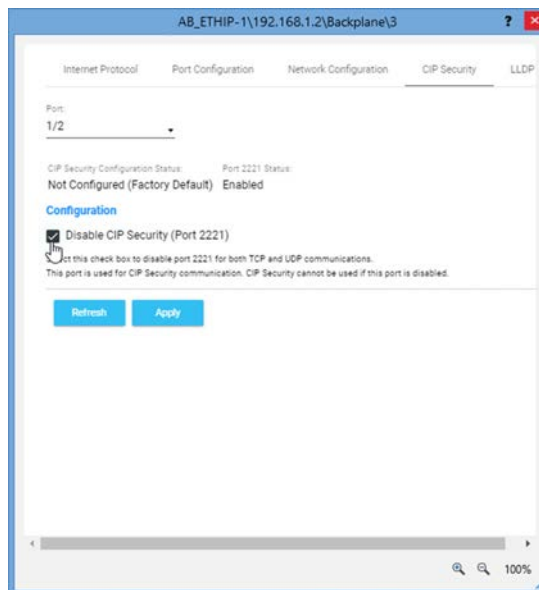 AB_ETHIP-1\192.168.1.2\Backplane\3 ? ×
Internet Protocol Port Configuration Network Configuration CIP Security LLDP
Port:
1/2
CIP Security Configuration Status: Port 2221 Status:
Not Configured (Factory Default) Enabled
Configuration
Disable CIP Security (Port 2221)
ct this check box to disable port 2221 for both TCP and UDP communications.
This port is used for CIP Security communication. CIP Security cannot be used if this port is disabled.
Refresh Apply
100%